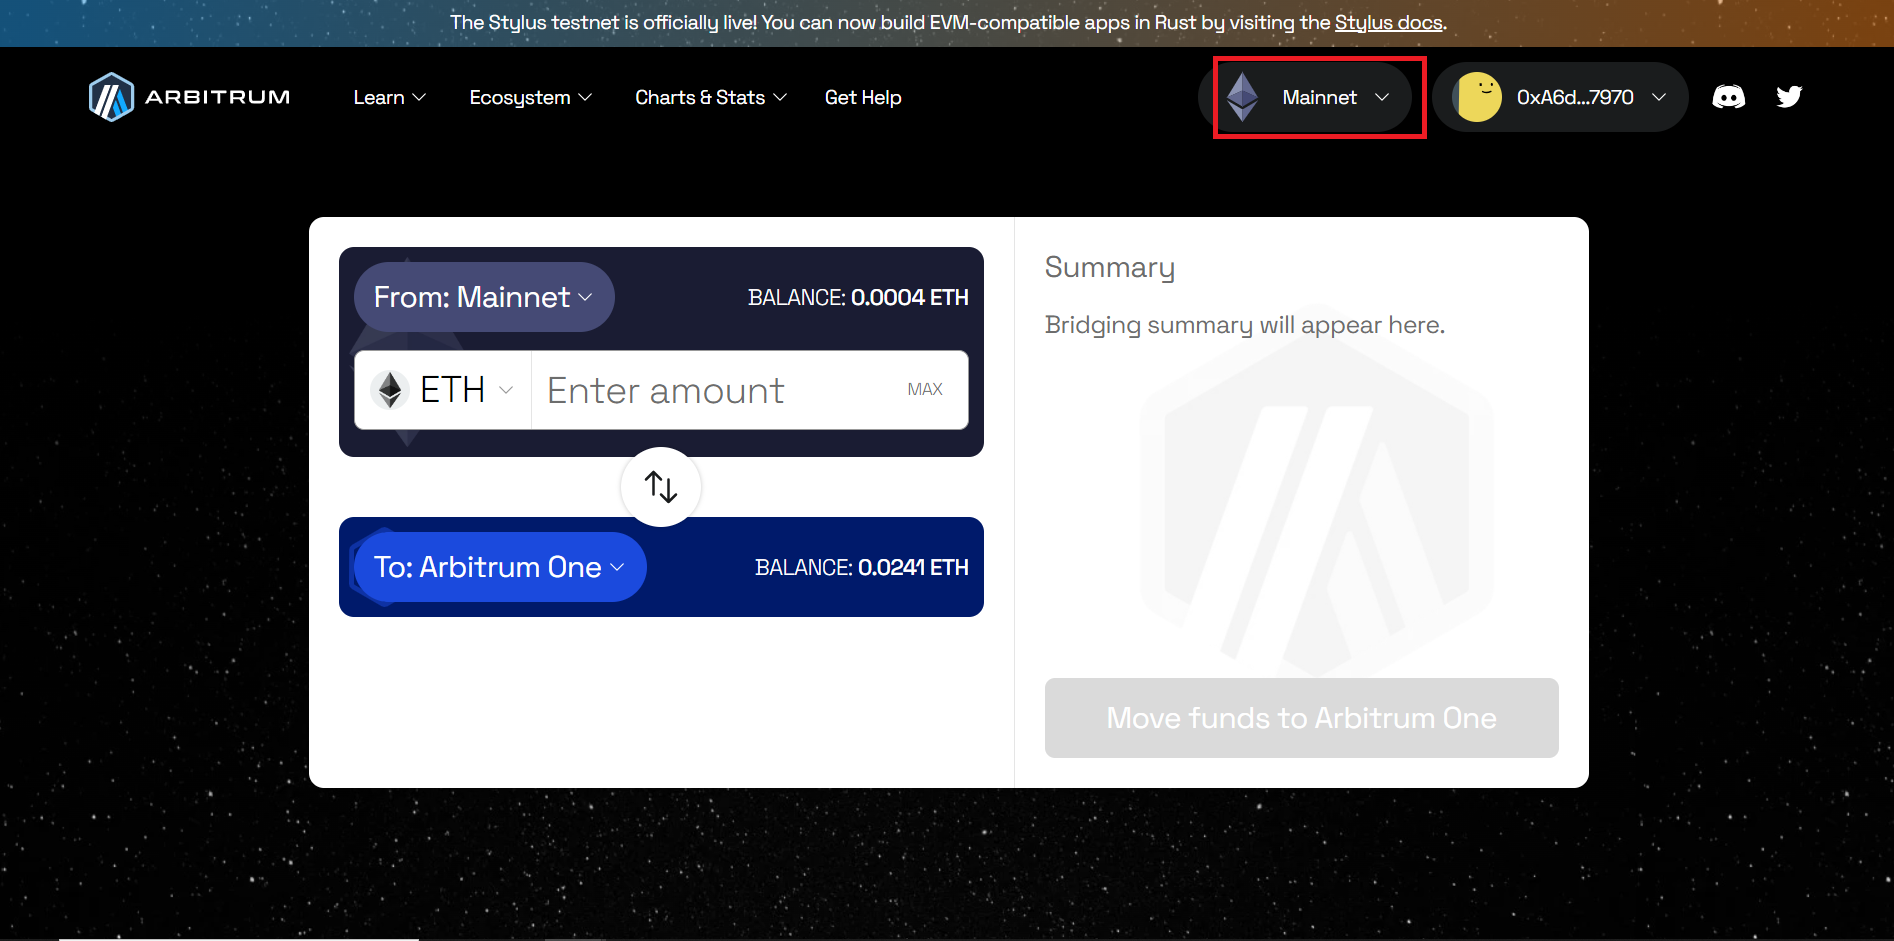 The Stylus testnet is officially live! You can now build EVM-compatible apps in Rust by visiting the Stylus docs.
ARBITRUM
Learn
Ecosystem
Charts & Stats
Get Help
Mainnet
0xA6d...7970
From: Mainnet
BALANCE: 0.0004 ETH
ETH
Enter amount
MAX
To: Arbitrum One
BALANCE: 0.0241 ETH
Summary
Bridging summary will appear here.
Move funds to Arbitrum One